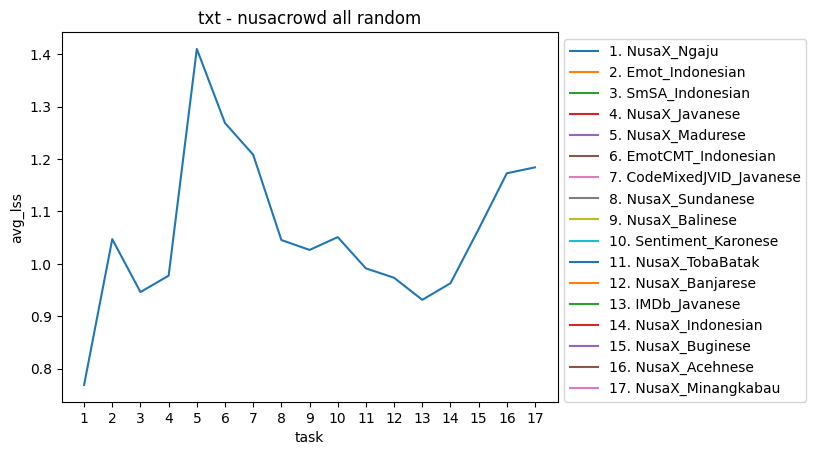 txt - nusacrowd all random
1.4
1.3
1.2
1.1
1.0
0.9
0.8
avg_lss
1 2 3 4 5 6 7 8 9 10 11 12 13 14 15 16 17
task
1. NusaX_Ngaju
2. Emot_Indonesian
3. SmSA_Indonesian
4. NusaX_Javanese
5. NusaX_Madurese
6. EmotCMT_Indonesian
7. CodeMixedJVID_Javanese
8. NusaX_Sundanese
9. NusaX_Balinese
10. Sentiment_Karonese
11. NusaX_TobaBatak
12. NusaX_Banjarese
13. IMDb_Javanese
14. NusaX_Indonesian
15. NusaX_Buginese
16. NusaX_Acehnese
17. NusaX_Minangkabau